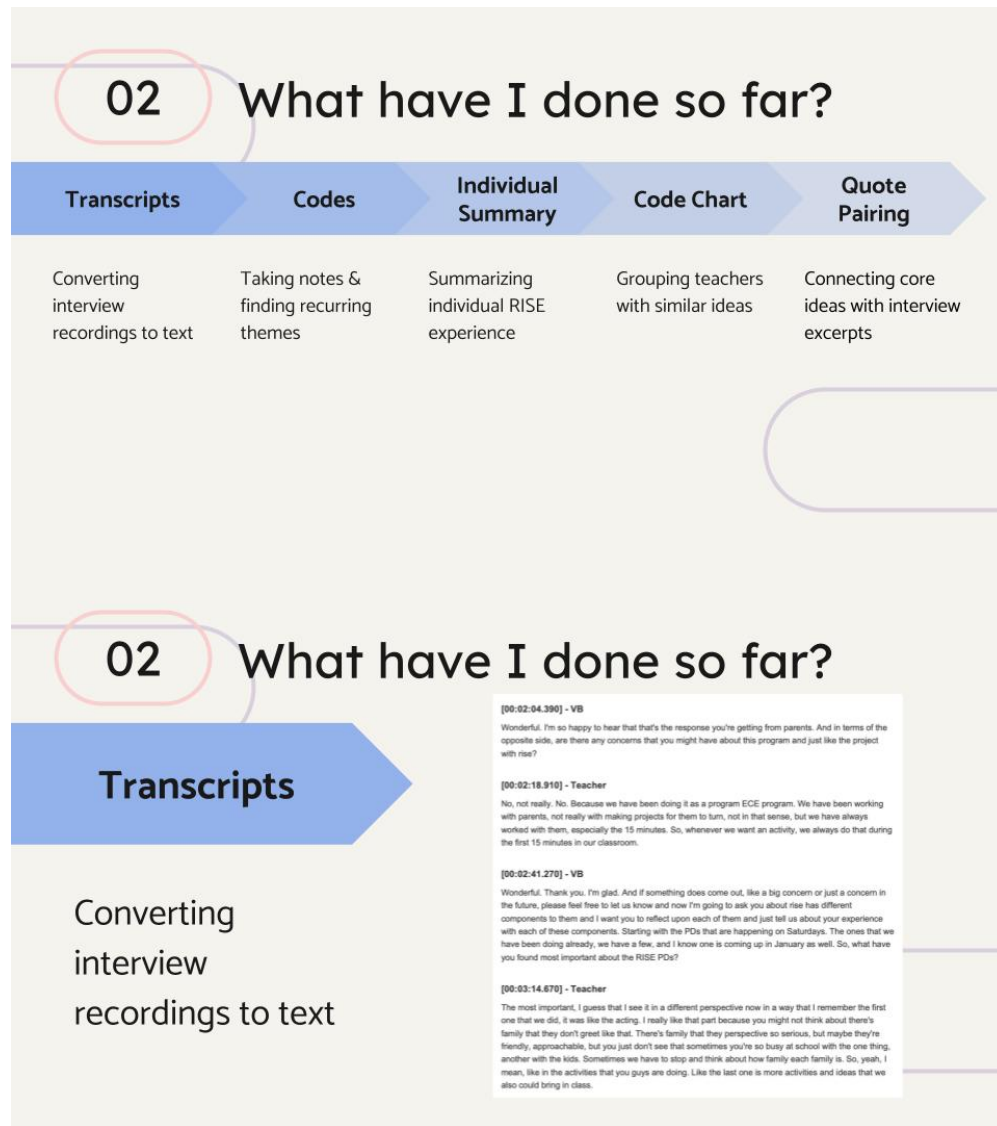 02 What have I done so far?
Transcripts
Codes
Individual
Summary
Code Chart
Quote
Pairing
Converting
interview
recordings to text
Taking notes &
finding recurring
themes
Summarizing
individual RISE
experience
Grouping teachers
with similar ideas
Connecting core
ideas with interview
excerpts
02 What have I done so far?
Transcripts
Converting
interview
recordings to text
[00:02:04.390] - VB
Wonderful. I'm so happy to hear that that's the response you're getting from parents. And in terms of the
opposite side, are there any concerns that you might have about this program and just like the project
with rise?
[00:02:18.910] - Teacher
No, not really. No. Because we have been doing it as a program ECE program. We have been working
with parents, not really with making projects for them to turn, not in that sense, but we have always
worked with them, especially the 15 minutes. So, whenever we want an activity, we always do that during
the first 15 minutes in our classroom.
[00:02:41.270] - VB
Wonderful. Thank you. I'm glad. And if something does come out, like a big concern or just a concern in
the future, please feel free to let us know and now I'm going to ask you about rise has different
components to them and I want you to reflect upon each of them and just tell us about your experience
with each of these components. Starting with the PDs that are happening on Saturdays. The ones that we
have been doing already, we have a few, and I know one is coming up in January as well. So, what have
you found most important about the RISE PDs?
[00:03:14.670] - Teacher
The most important, I guess that I see it in a different perspective now in a way that I remember the first
one that we did, it was like the acting. I really like that part because you might not think about there's
family that they don't greet like that. There's family that they perspective so serious, but maybe they're
friendly, approachable, but you just don't see that sometimes you're so busy at school with the one thing,
another with the kids. Sometimes we have to stop and think about how family each family is. So, yeah, I
mean, like in the activities that you guys are doing. Like the last one is more activities and ideas that we
also could bring in class.